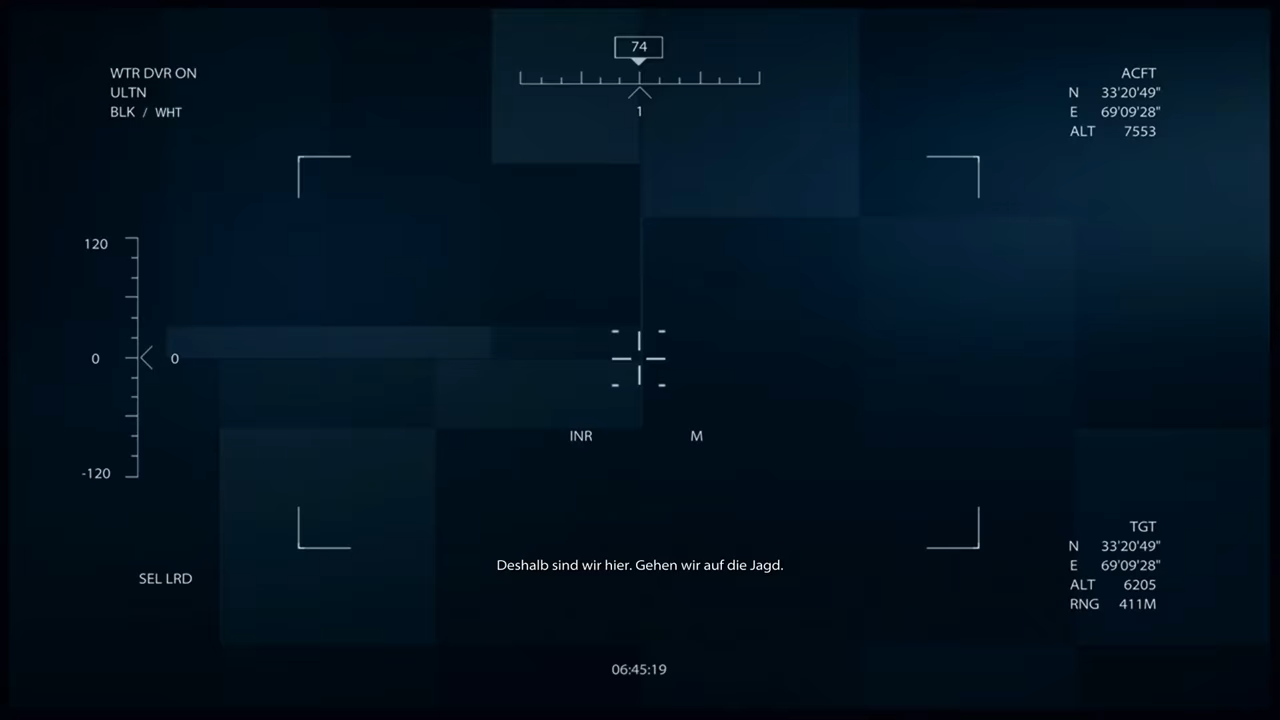 74
WTR DVR ON
ULTN
BLK / WHT
1
ACFT
N 33'20'49"
E 69'09'28"
ALT 7553
120
0 0
-120
INR M
SEL LRD
Deshalb sind wir hier. Gehen wir auf die Jagd.
TGT
N 33'20'49"
E 69'09'28"
ALT 6205
RNG 411M
06:45:19